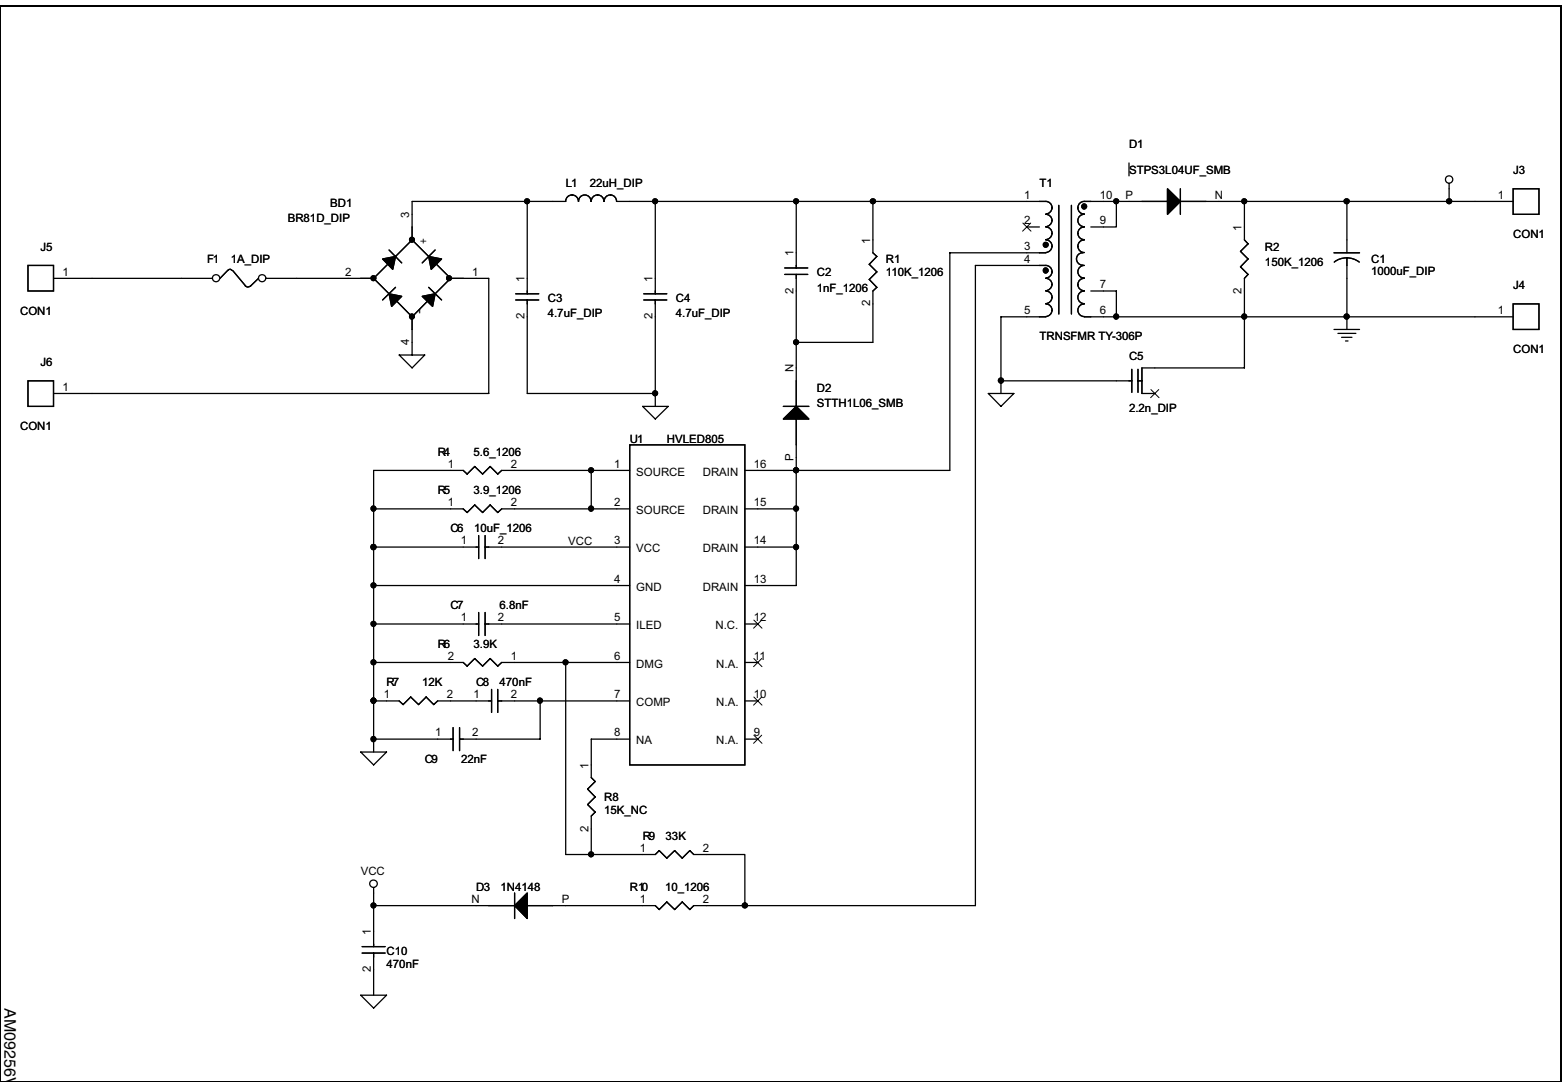 D1
STPS3L04UF_SMB
J3
1
CON1
J4
1
CON1
T1
1
2
3
4
5
10 P
9
7
6
N
TRNSFMR TY-306P
1
R2
150K_1206
2
C1
1000uF_DIP
C5
2.2n_DIP
L1 22uH_DIP
BD1
BR81D_DIP
3
+
2
1
-
4
J5
1
CON1
F1 1A_DIP
J6
1
CON1
1
C3
4.7uF_DIP
2
1
C4
4.7uF_DIP
2
1
C2
1nF_1206
2
1
R1
110K_1206
2
N
D2
STTH1L06_SMB
P
U1 HVLED805
R4 5.6_1206
1 2
1 SOURCE DRAIN 16
R5 3.9_1206
1 2
2 SOURCE DRAIN 15
C6 10uF_1206
1 2 VCC
3 VCC DRAIN 14
4 GND DRAIN 13
C7 6.8nF
1 2
5 ILED N.C. 12
R6 3.9K
2 1
6 DMG N.A. 11
R7 12K C8 470nF
1 2 1 2
7 COMP N.A. 10
1 2
8 NA N.A. 9
C9 22nF
1
R8
15K_NC
2
R9 33K
1 2
VCC
D3 1N4148
N P
R10 10_1206
1 2
1
C10
470nF
2